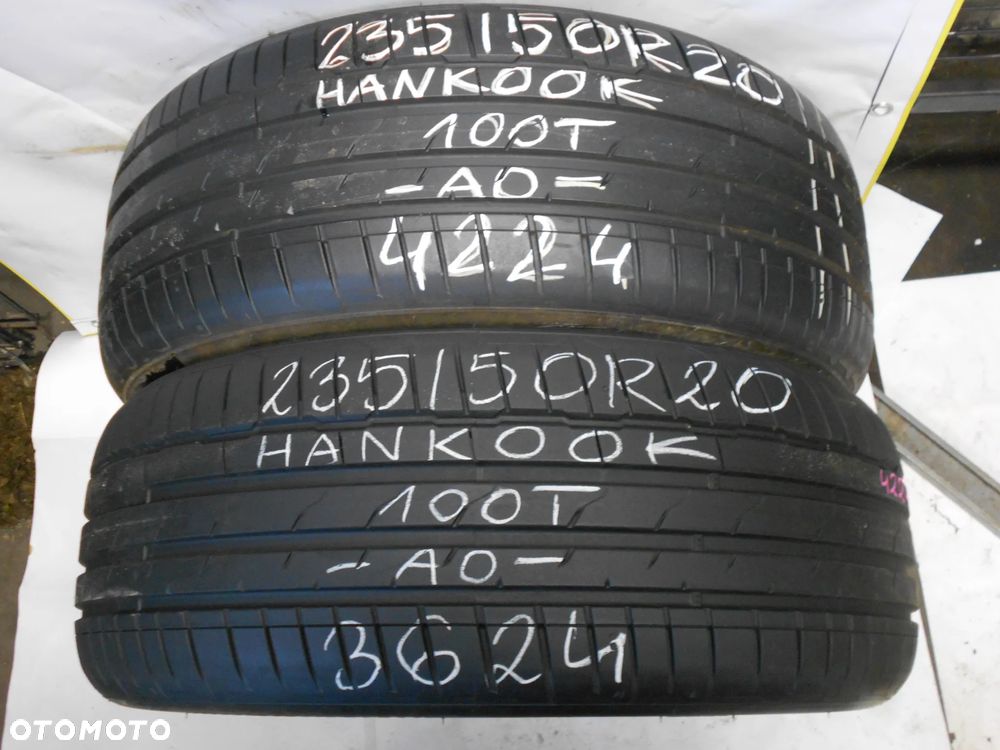 235/50R20
HANKOOK
100T
-AO=
4224
235/50R20
HANKOOK
100T
-AO-
3624
OTOMOTO